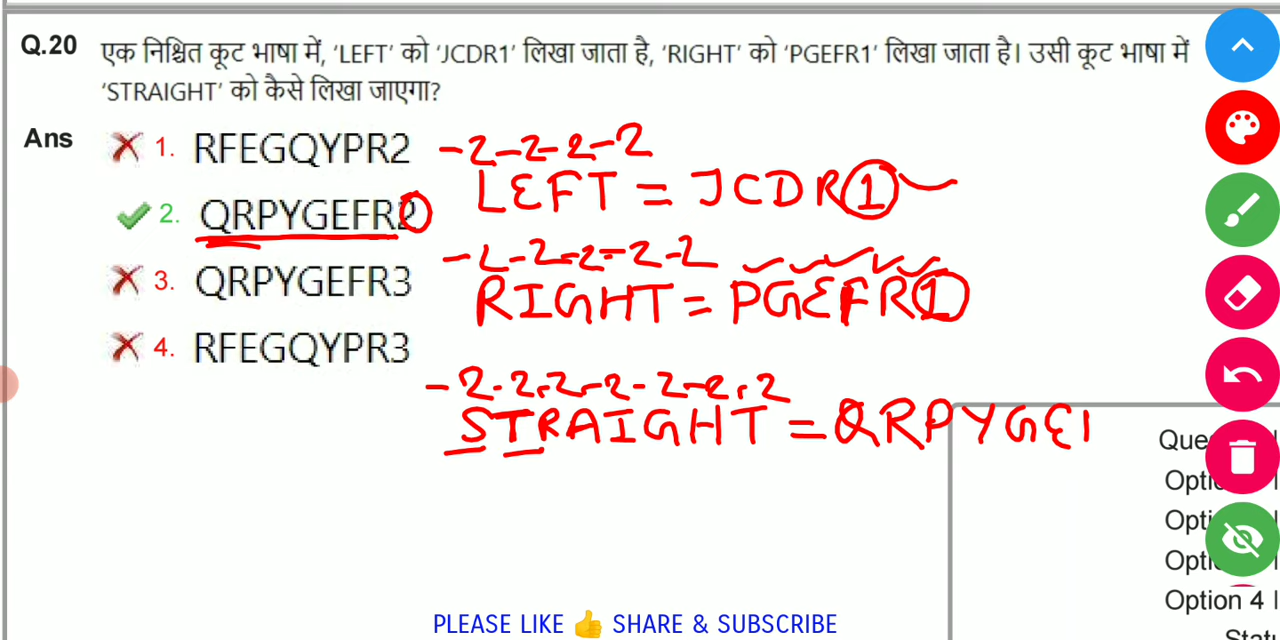 Q.20 एक निश्चित कूट भाषा में, ‘LEFT’ को ‘JCDR1’ लिखा जाता है, ‘RIGHT’ को ‘PGEFR1’ लिखा जाता है। उसी कूट भाषा में
‘STRAIGHT’ को कैसे लिखा जाएगा?
Ans 1. RFEGQYPR2
2. QRPYGEFR2
3. QRPYGEFR3
4. RFEGQYPR3
-2-2-2-2
LEFT = JCDR1
-2-2-2-2-2
RIGHT = PGEFR1
-2-2-2-2-2-2-2
STRAIGHT = QRPYGE
Option 4
PLEASE LIKE 👍 SHARE & SUBSCRIBE